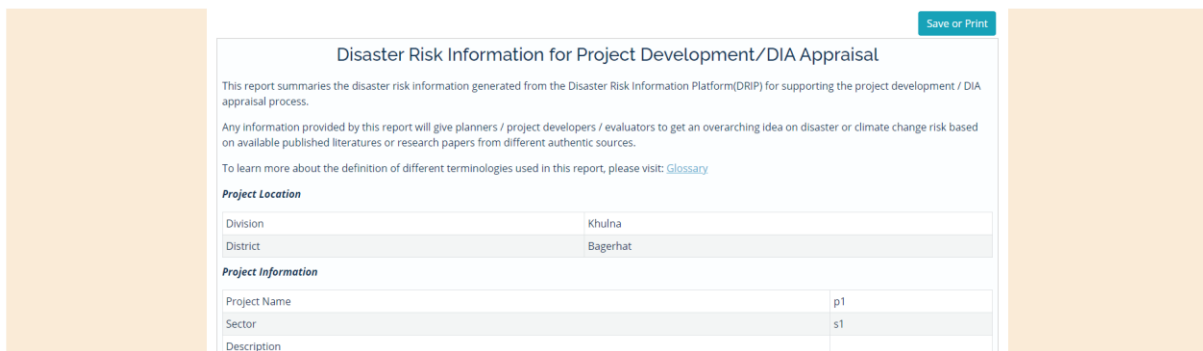 Save or Print
Disaster Risk Information for Project Development/DIA Appraisal
This report summaries the disaster risk information generated from the Disaster Risk Information Platform(DRIP) for supporting the project development / DIA
appraisal process.
Any information provided by this report will give planners / project developers / evaluators to get an overarching idea on disaster or climate change risk based
on available published literatures or research papers from different authentic sources.
To learn more about the definition of different terminologies used in this report, please visit: Glossary
Project Location
Division Khulna
District Bagerhat
Project Information
Project Name p1
Sector s1
Description